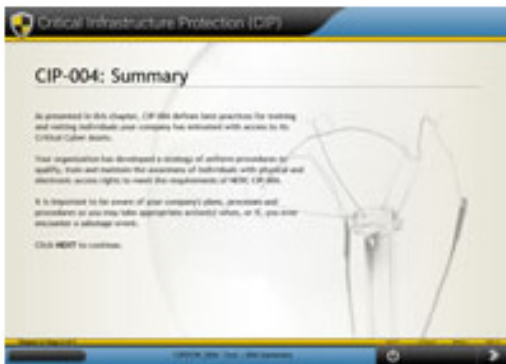 Critical Infrastructure Protection (CIP)
CIP-004: Summary
As presented in this chapter, CIP-004 defines best practices for training
and vetting individuals your company has entrusted with access to its
Critical Cyber Assets.
Your organization has developed a strategy of uniform procedures to
qualify, train and maintain the awareness of individuals with physical and
electronic access rights to meet the requirements of NERC CIP-004.
It is important to be aware of your company's plans, processes and
procedures so you may take appropriate action(s) when, or if, you ever
encounter a sabotage event.
Click NEXT to continue.